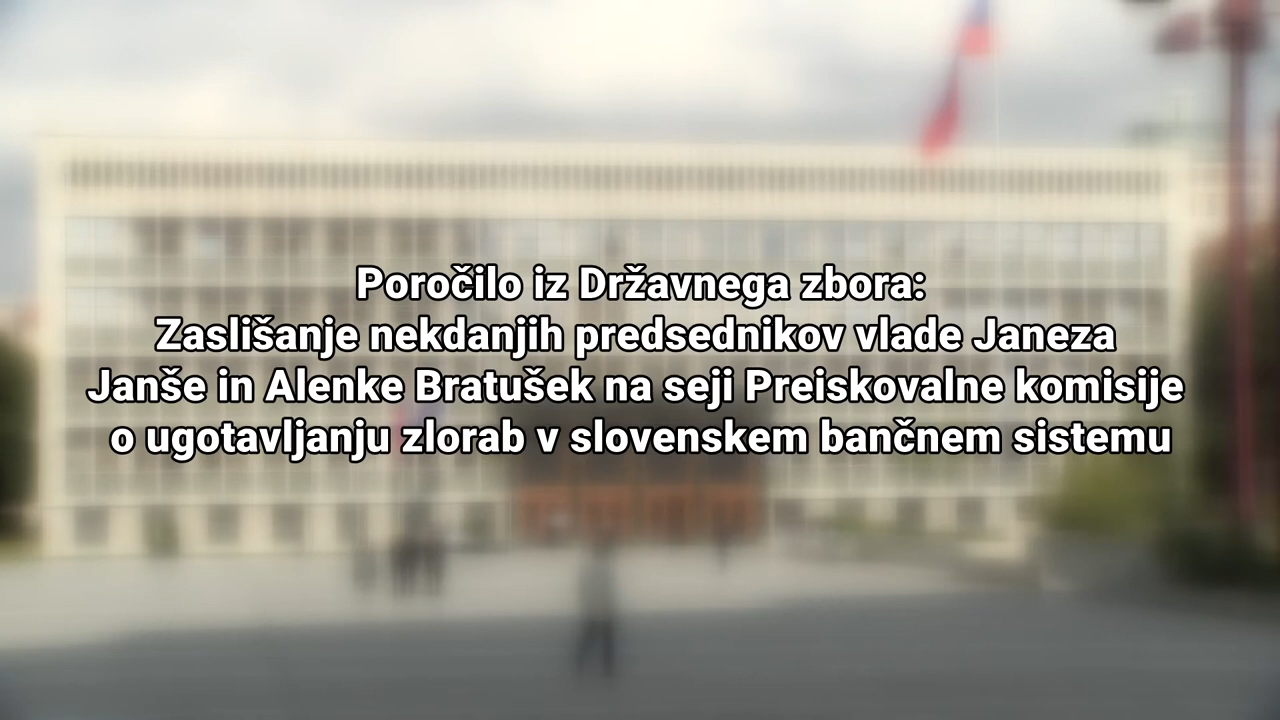 Poročilo iz Državnega zbora:
Zaslišanje nekdanjih predsednikov vlade Janeza
Janše in Alenke Bratušek na seji Preiskovalne komisije
o ugotavljanju zlorab v slovenskem bančnem sistemu